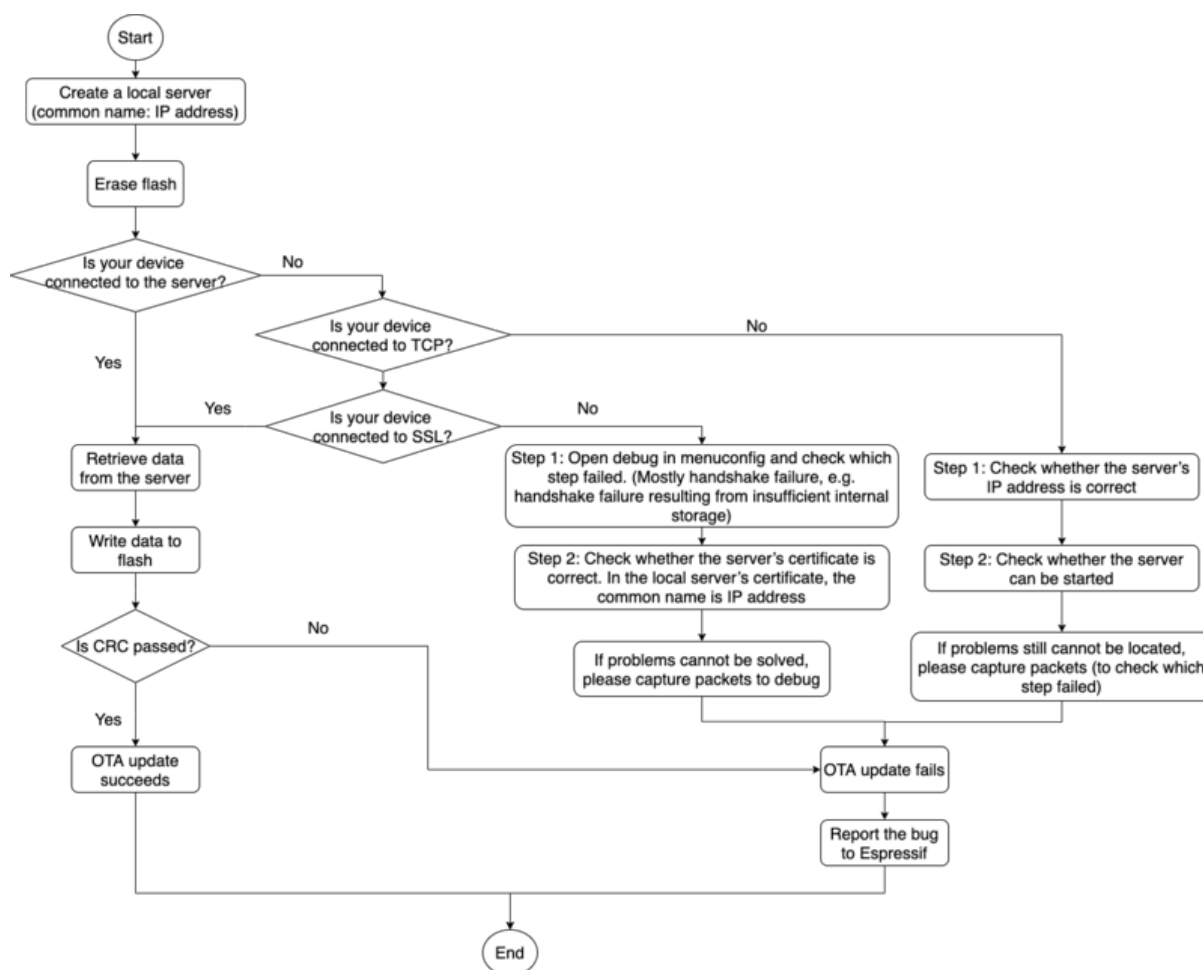 Start
Create a local server
(common name: IP address)
Erase flash
Is your device
connected to the server?
No
Is your device
connected to TCP?
No
Yes
Is your device
connected to SSL?
Yes
No
Retrieve data
from the server
Step 1: Open debug in menuconfig and check which
step failed. (Mostly handshake failure, e.g.
handshake failure resulting from insufficient internal
storage)
Step 1: Check whether the server's
IP address is correct
Write data to
flash
Step 2: Check whether the server's certificate is
correct. In the local server's certificate, the
common name is IP address
Step 2: Check whether the server
can be started
Is CRC passed?
No
If problems cannot be solved,
please capture packets to debug
If problems still cannot be located,
please capture packets (to check which
step failed)
Yes
OTA update
succeeds
OTA update fails
Report the bug
to Espressif
End